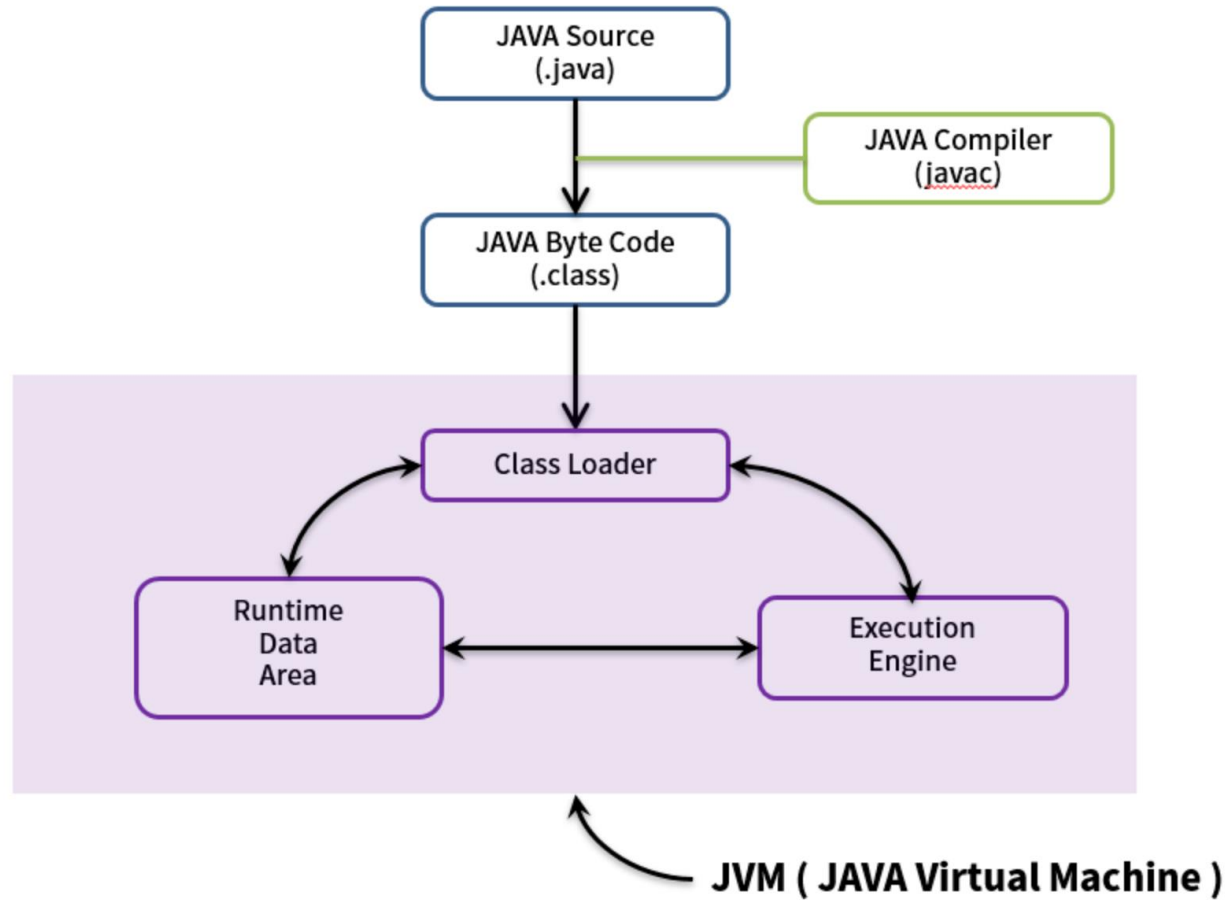 JAVA Source
(.java)
JAVA Compiler
(javac)
JAVA Byte Code
(.class)
Class Loader
Runtime
Data
Area
Execution
Engine
JVM ( JAVA Virtual Machine )